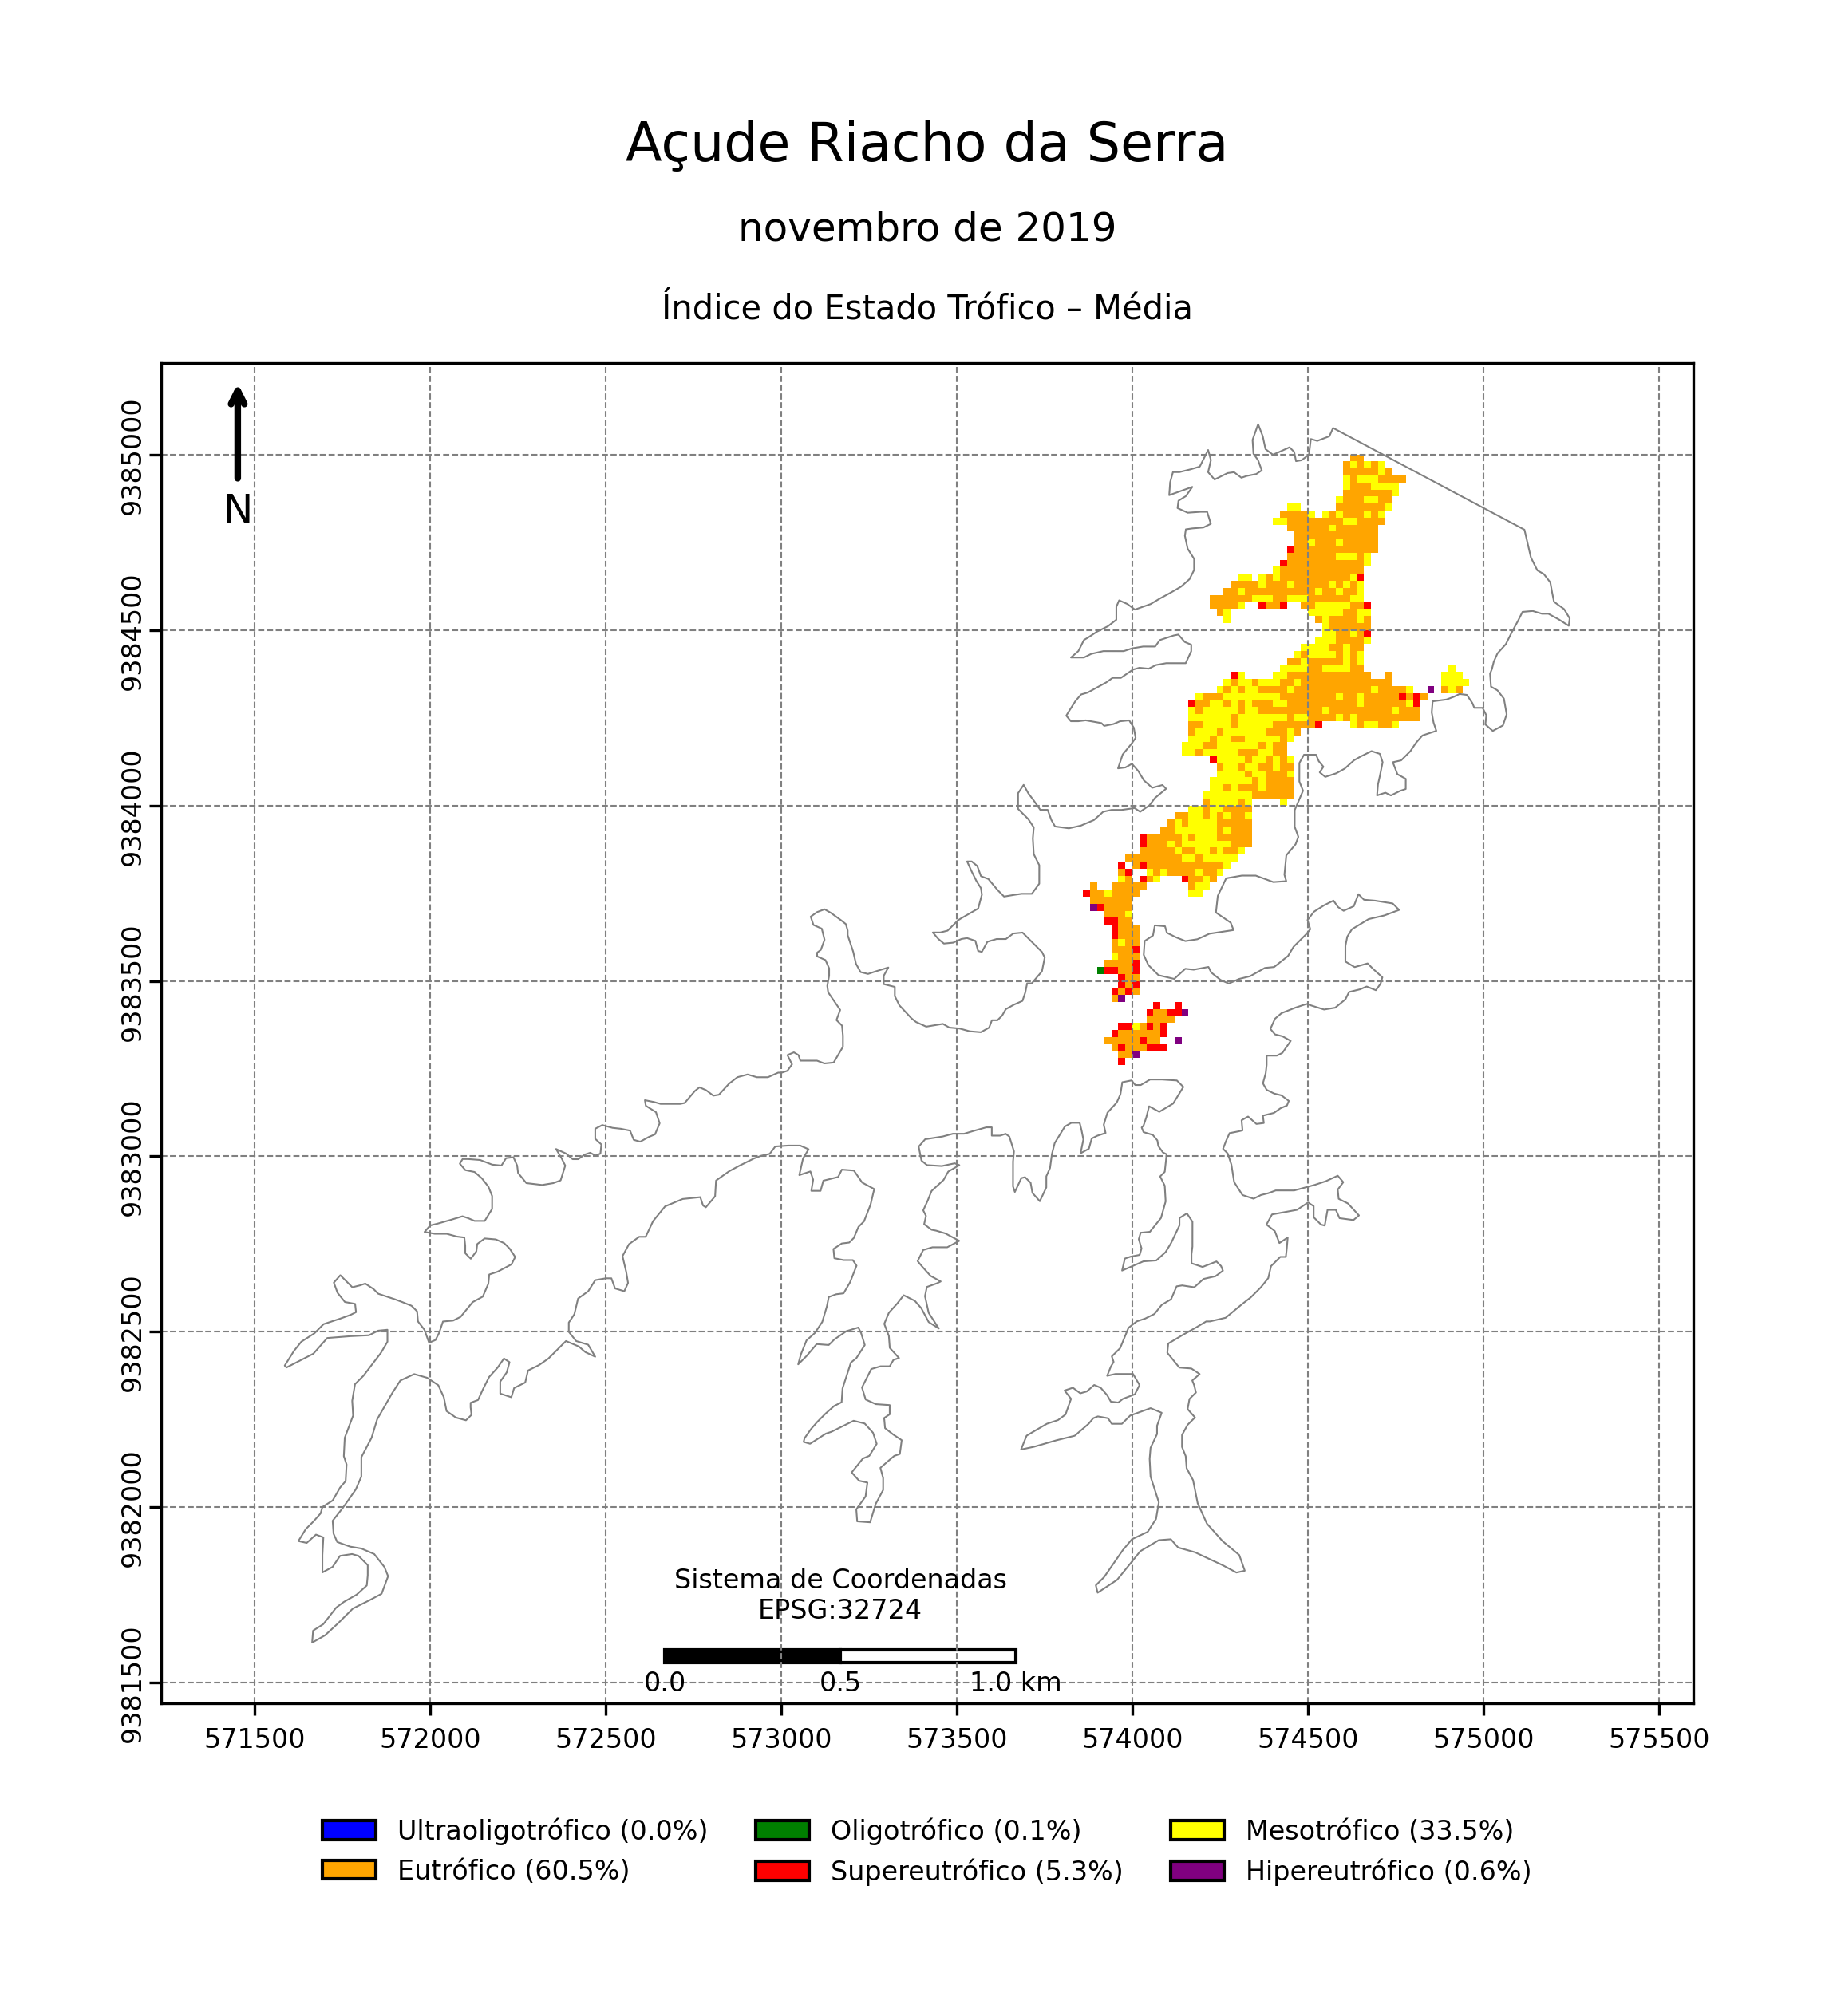 Açude Riacho da Serra
novembro de 2019
Índice do Estado Trófico – Média
N
9385000
9384500
9384000
9383500
9383000
9382500
9382000
9381500
Sistema de Coordenadas
EPSG:32724
0.0 0.5 1.0 km
571500 572000 572500 573000 573500 574000 574500 575000 575500
Ultraoligotrófico (0.0%) Oligotrófico (0.1%) Mesotrófico (33.5%)
Eutrófico (60.5%) Supereutrófico (5.3%) Hipereutrófico (0.6%)